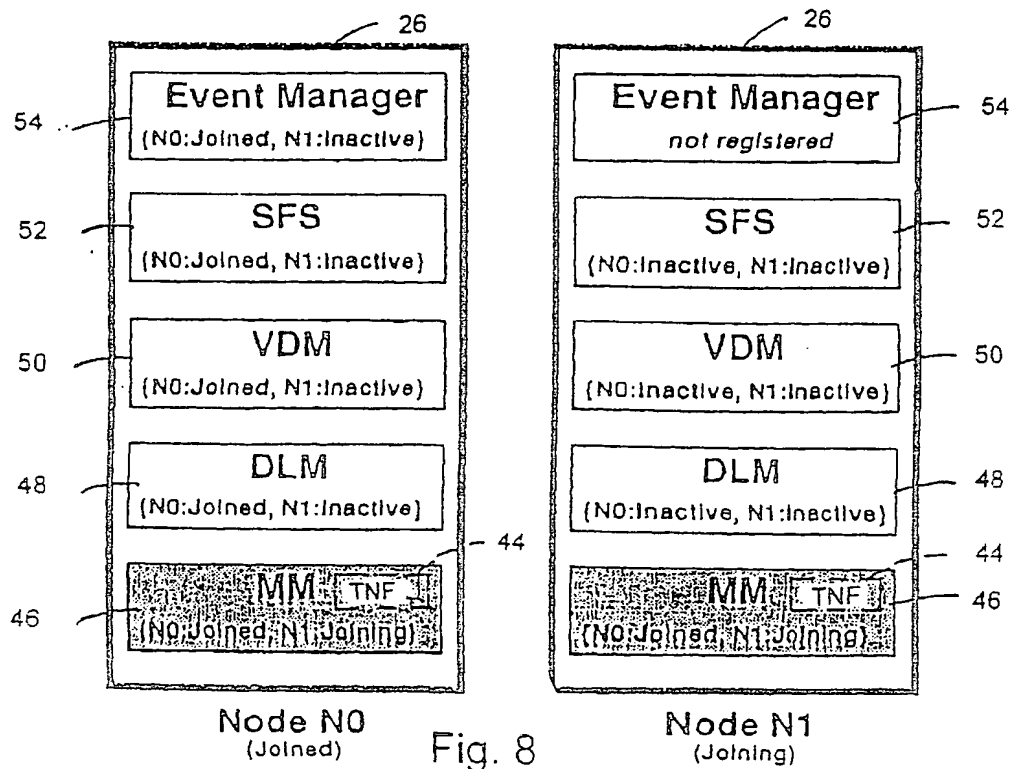 26
26
54
Event Manager
(N0:Joined, N1:Inactive)
Event Manager
not registered
54
52
SFS
(N0:Joined, N1:Inactive)
SFS
(N0:Inactive, N1:Inactive)
52
50
VDM
(N0:Joined, N1:Inactive)
VDM
(N0:Inactive, N1:Inactive)
50
48
DLM
(N0:Joined, N1:Inactive)
DLM
(N0:Inactive, N1:Inactive)
48
44
44
46
MM TNF
(N0:Joined, N1:Joining)
MM TNF
(N0:Joined, N1:Joining)
46
Node N0
(Joined)
Fig. 8
Node N1
(Joining)